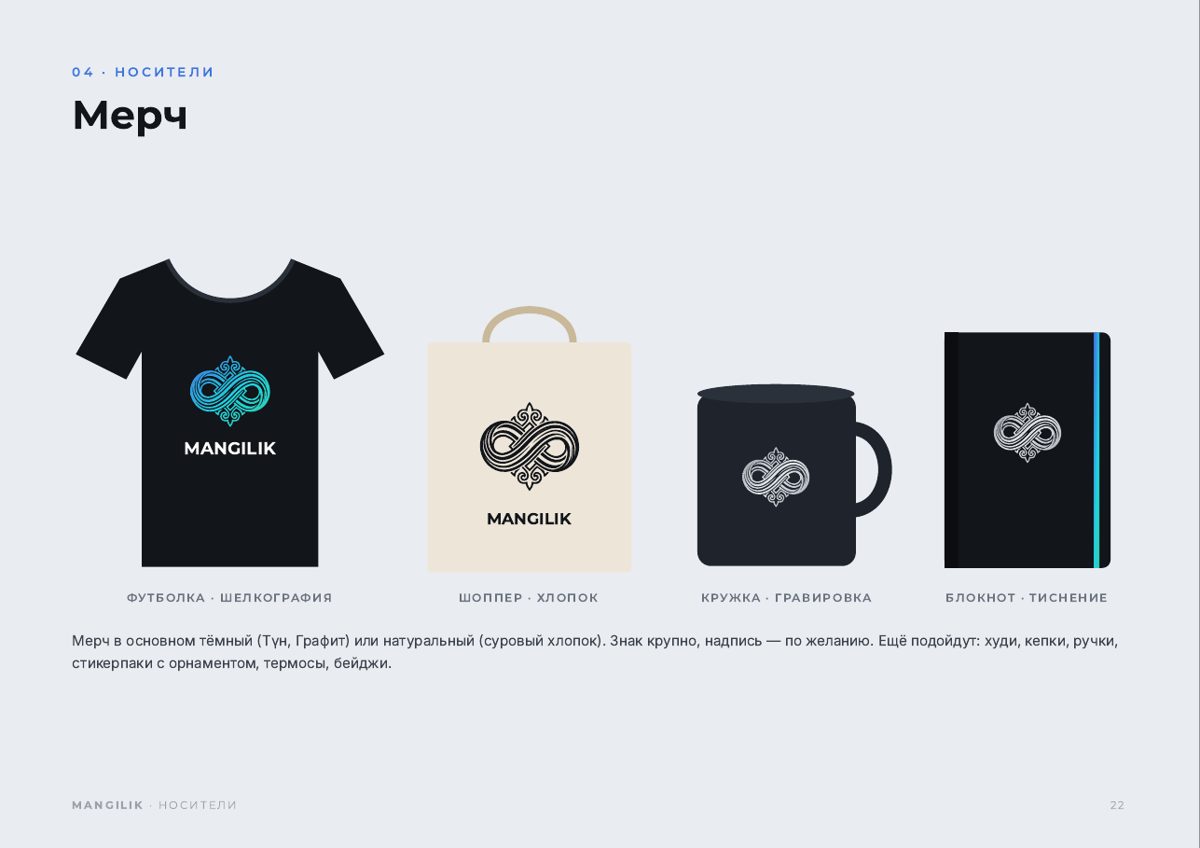 04 · НОСИТЕЛИ
Мерч
MANGILIK
MANGILIK
ФУТБОЛКА · ШЕЛКОГРАФИЯ
ШОППЕР · ХЛОПОК
КРУЖКА · ГРАВИРОВКА
БЛОКНОТ · ТИСНЕНИЕ
Мерч в основном тёмный (Түн, Графит) или натуральный (суровый хлопок). Знак крупно, надпись — по желанию. Ещё подойдут: худи, кепки, ручки,
стикерпаки с орнаментом, термосы, бейджи.
MANGILIK · НОСИТЕЛИ
22